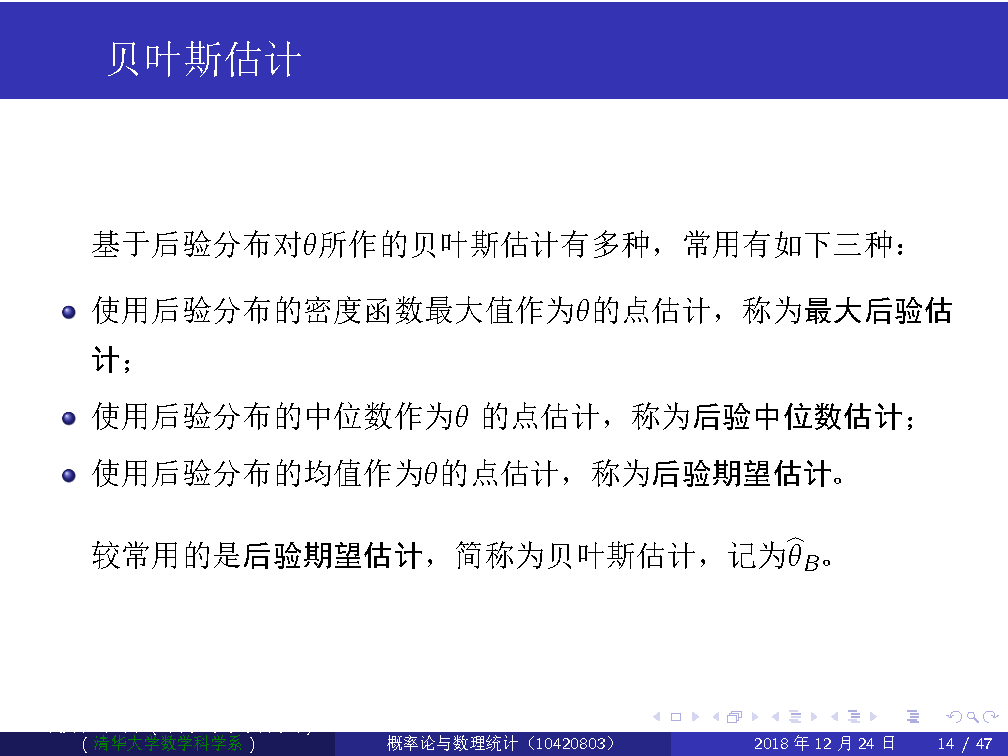 贝叶斯估计
基于后验分布对θ所作的贝叶斯估计有多种，常用有如下三种：
使用后验分布的密度函数最大值作为θ的点估计，称为最大后验估
计；
使用后验分布的中位数作为θ 的点估计，称为后验中位数估计；
使用后验分布的均值作为θ的点估计，称为后验期望估计。
较常用的是后验期望估计，简称为贝叶斯估计，记为θ̂_B。
( 清华大学数学科学系 )
概率论与数理统计（10420803）
2018 年 12 月 24 日
14 / 47